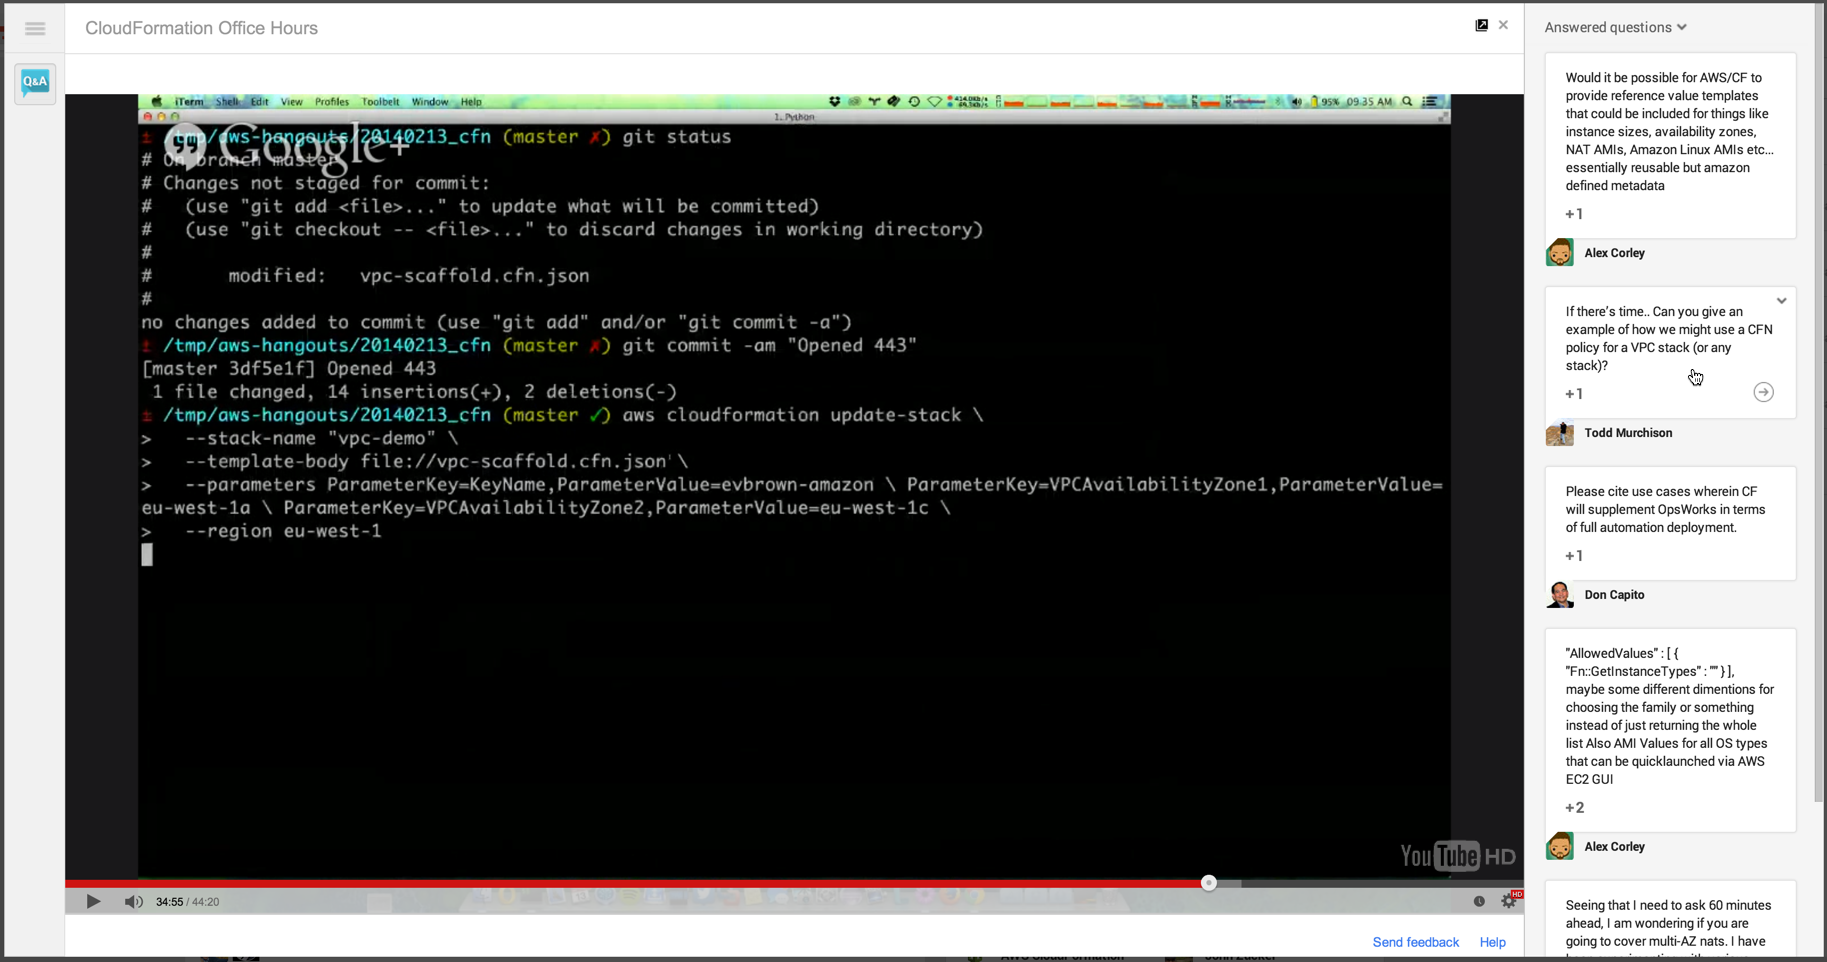 CloudFormation Office Hours
Q&A
iTerm Shell Edit View Profiles Toolbelt Window Help
95% 09:35 AM
1. Python
± /tmp/aws-hangouts/20140213_cfn (master ✗) git status
Google+
# On branch master
# Changes not staged for commit:
#   (use "git add <file>..." to update what will be committed)
#   (use "git checkout -- <file>..." to discard changes in working directory)
#
#       modified:   vpc-scaffold.cfn.json
#
no changes added to commit (use "git add" and/or "git commit -a")
± /tmp/aws-hangouts/20140213_cfn (master ✗) git commit -am "Opened 443"
[master 3df5e1f] Opened 443
 1 file changed, 14 insertions(+), 2 deletions(-)
± /tmp/aws-hangouts/20140213_cfn (master ✓) aws cloudformation update-stack \
>   --stack-name "vpc-demo" \
>   --template-body file://vpc-scaffold.cfn.json \
>   --parameters ParameterKey=KeyName,ParameterValue=evbrown-amazon \ ParameterKey=VPCAvailabilityZone1,ParameterValue=
eu-west-1a \ ParameterKey=VPCAvailabilityZone2,ParameterValue=eu-west-1c \
>   --region eu-west-1
YouTube HD
34:55 / 44:20
HD
Send feedback Help
Answered questions
Would it be possible for AWS/CF to
provide reference value templates
that could be included for things like
instance sizes, availability zones,
NAT AMIs, Amazon Linux AMIs etc...
essentially reusable but amazon
defined metadata
+1
Alex Corley
If there's time.. Can you give an
example of how we might use a CFN
policy for a VPC stack (or any
stack)?
+1
Todd Murchison
Please cite use cases wherein CF
will supplement OpsWorks in terms
of full automation deployment.
+1
Don Capito
"AllowedValues" : [ {
"Fn::GetInstanceTypes" : "" } ],
maybe some different dimentions for
choosing the family or something
instead of just returning the whole
list Also AMI Values for all OS types
that can be quicklaunched via AWS
EC2 GUI
+2
Alex Corley
Seeing that I need to ask 60 minutes
ahead, I am wondering if you are
going to cover multi-AZ nats. I have